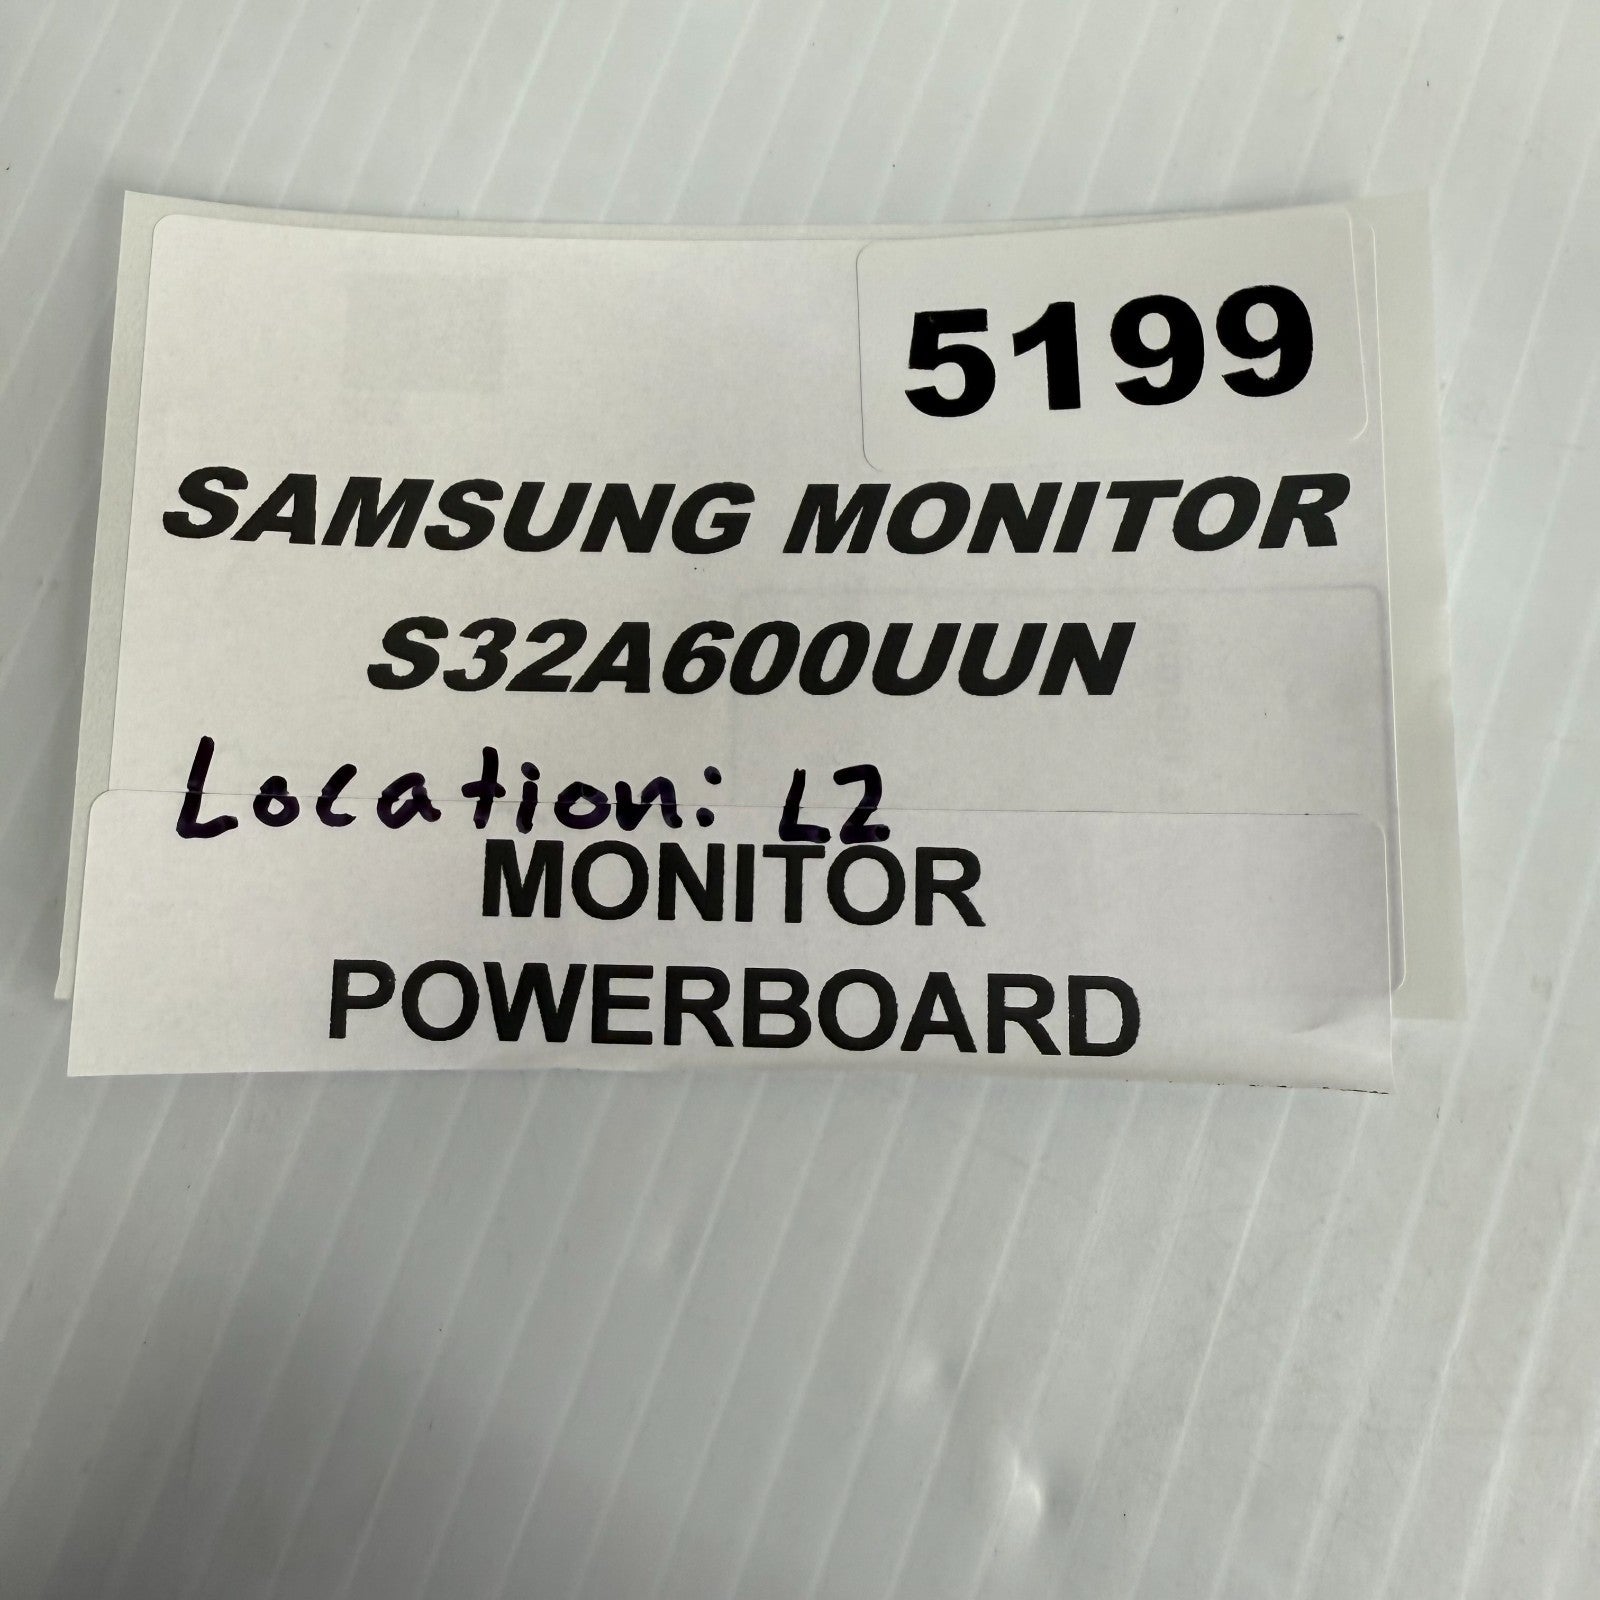 5199
SAMSUNG MONITOR
S32A600UUN
Location: L2
MONITOR
POWERBOARD